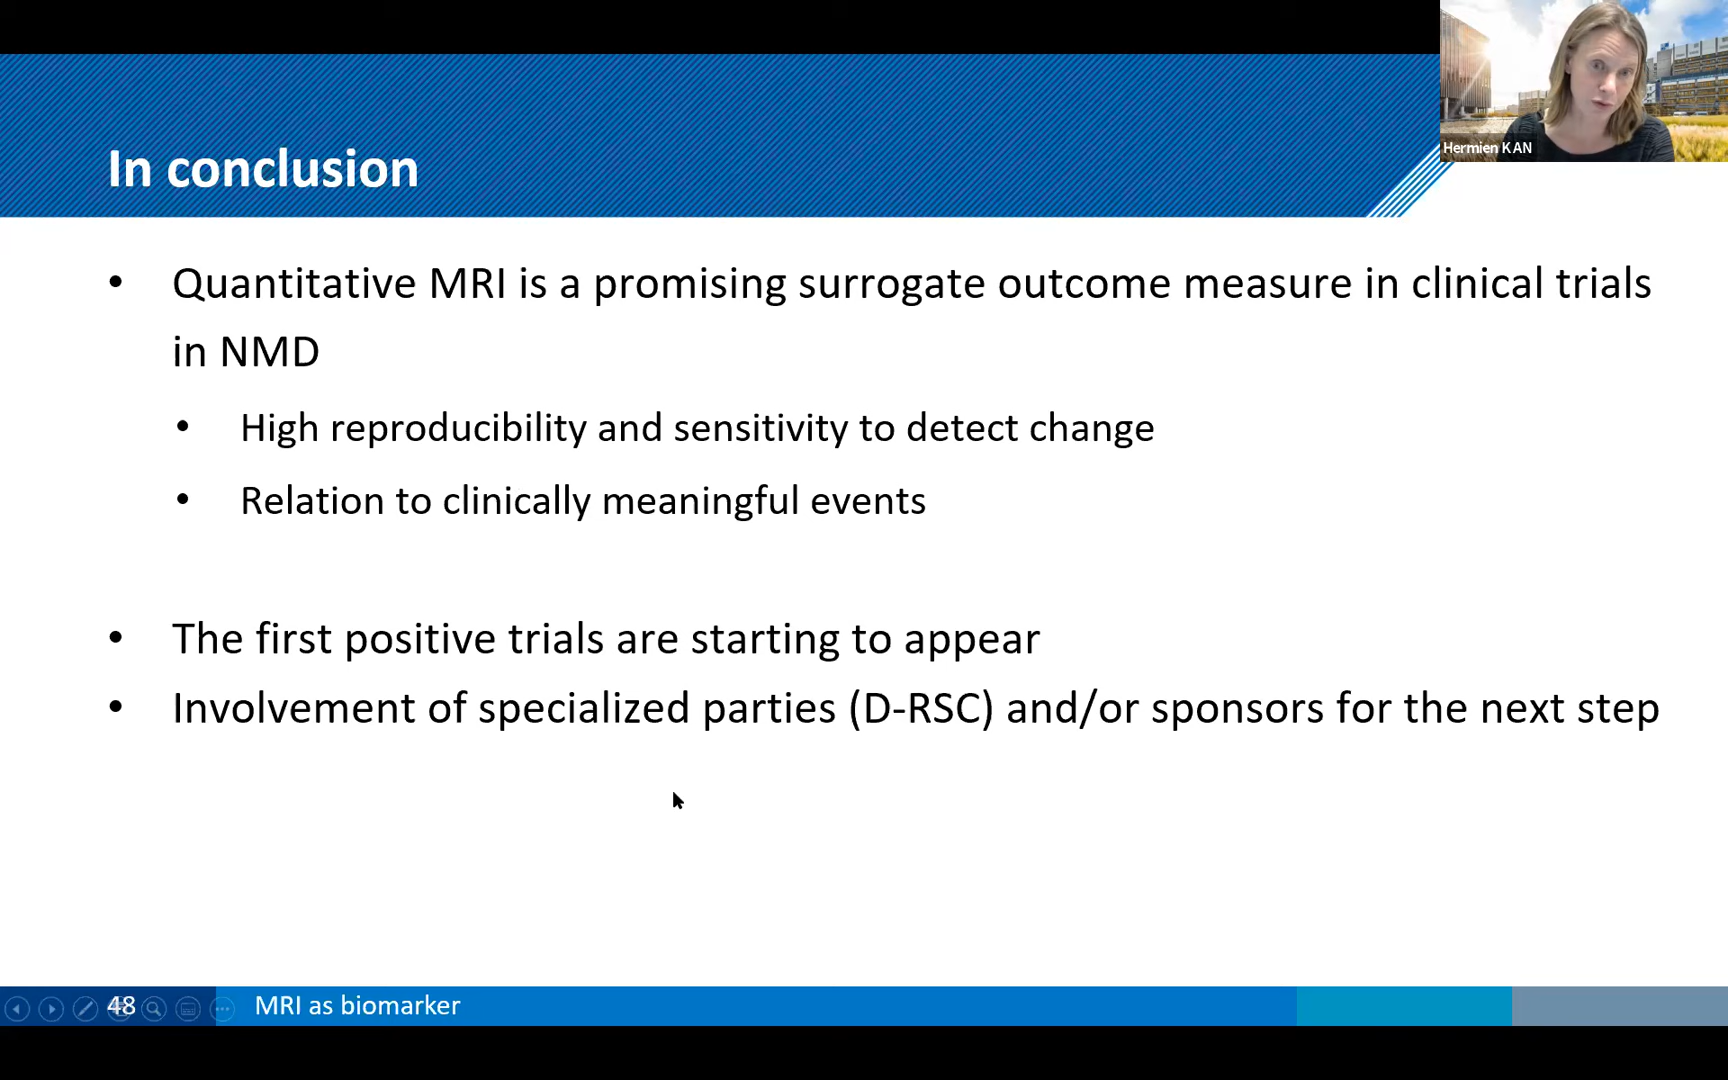 Hermien KAN
In conclusion
• Quantitative MRI is a promising surrogate outcome measure in clinical trials
in NMD
• High reproducibility and sensitivity to detect change
• Relation to clinically meaningful events
• The first positive trials are starting to appear
• Involvement of specialized parties (D-RSC) and/or sponsors for the next step
48 MRI as biomarker